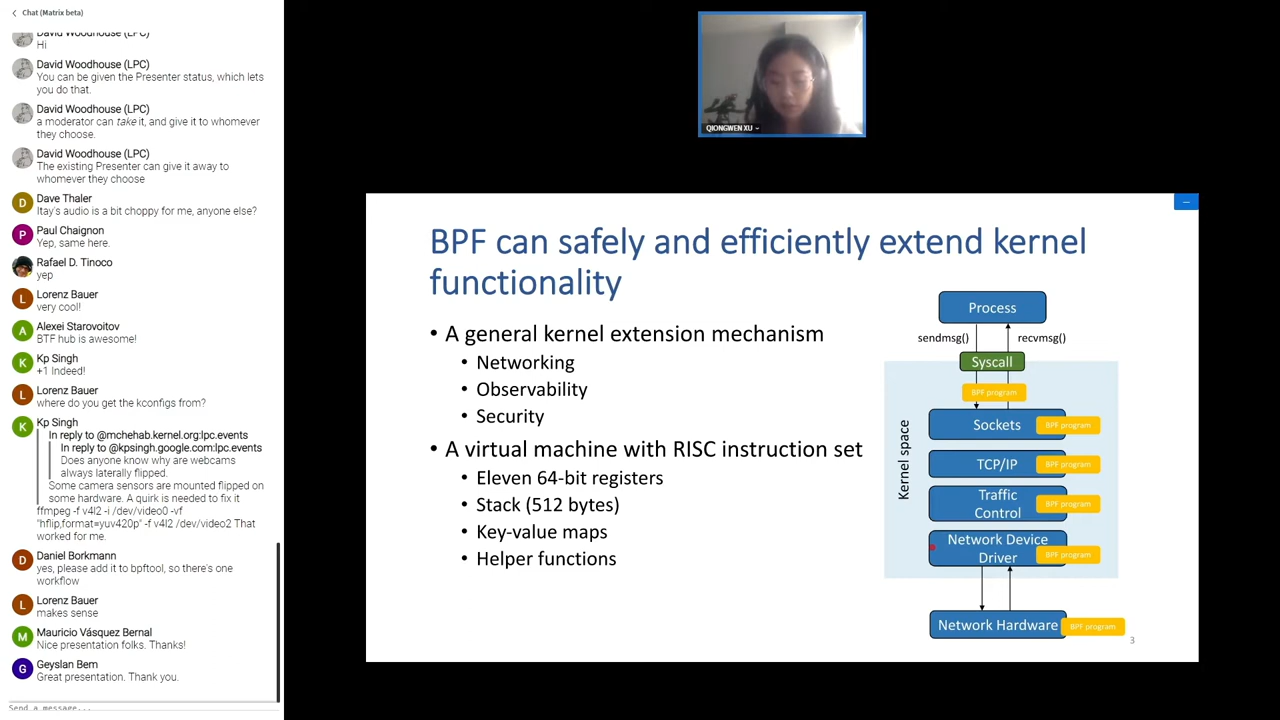 Chat (Matrix beta)
David Woodhouse (LPC)
Hi
David Woodhouse (LPC)
You can be given the Presenter status, which lets
you do that.
David Woodhouse (LPC)
a moderator can take it, and give it to whomever
they choose.
David Woodhouse (LPC)
The existing Presenter can give it away to
whomever they choose
D
Dave Thaler
Itay's audio is a bit choppy for me, anyone else?
P
Paul Chaignon
Yep, same here.
Rafael D. Tinoco
yep
L
Lorenz Bauer
very cool!
A
Alexei Starovoitov
BTF hub is awesome!
K
Kp Singh
+1 Indeed!
L
Lorenz Bauer
where do you get the kconfigs from?
K
Kp Singh
In reply to @mchehab.kernel.org:lpc.events
In reply to @kpsingh.google.com:lpc.events
Does anyone know why are webcams
always laterally flipped.
Some camera sensors are mounted flipped on
some hardware. A quirk is needed to fix it
ffmpeg -f v4l2 -i /dev/video0 -vf
"hflip,format=yuv420p" -f v4l2 /dev/video2 That
worked for me.
D
Daniel Borkmann
yes, please add it to bpftool, so there's one
workflow
L
Lorenz Bauer
makes sense
M
Mauricio Vásquez Bernal
Nice presentation folks. Thanks!
G
Geyslan Bem
Great presentation. Thank you.
Send a message...
QIONGWEN XU
BPF can safely and efficiently extend kernel
functionality
• A general kernel extension mechanism
• Networking
• Observability
• Security
• A virtual machine with RISC instruction set
• Eleven 64-bit registers
• Stack (512 bytes)
• Key-value maps
• Helper functions
Process
sendmsg()
recvmsg()
Syscall
BPF program
Kernel space
Sockets
BPF program
TCP/IP
BPF program
Traffic
Control
BPF program
Network Device
Driver
BPF program
Network Hardware
BPF program
3